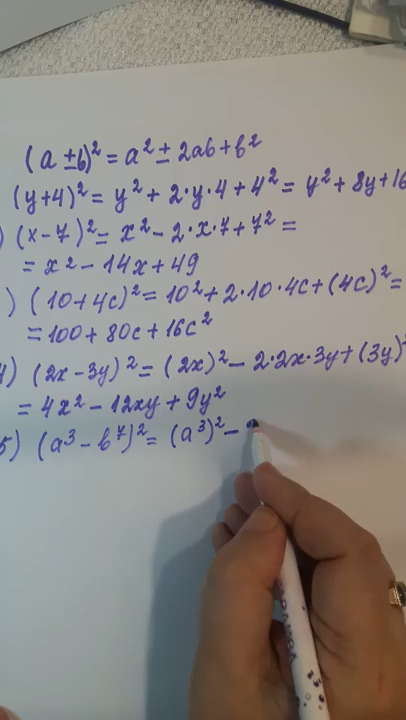 (a ± b)² = a² ± 2ab + b²
(y+4)² = y² + 2·y·4 + 4² = y² + 8y + 16
) (x - 7)² = x² - 2·x·7 + 7² =
= x² - 14x + 49
) (10 + 4c)² = 10² + 2·10·4c + (4c)² =
= 100 + 80c + 16c²
4) (2x - 3y)² = (2x)² - 2·2x·3y + (3y)²
= 4x² - 12xy + 9y²
5) (a³ - b⁷)² = (a³)² -